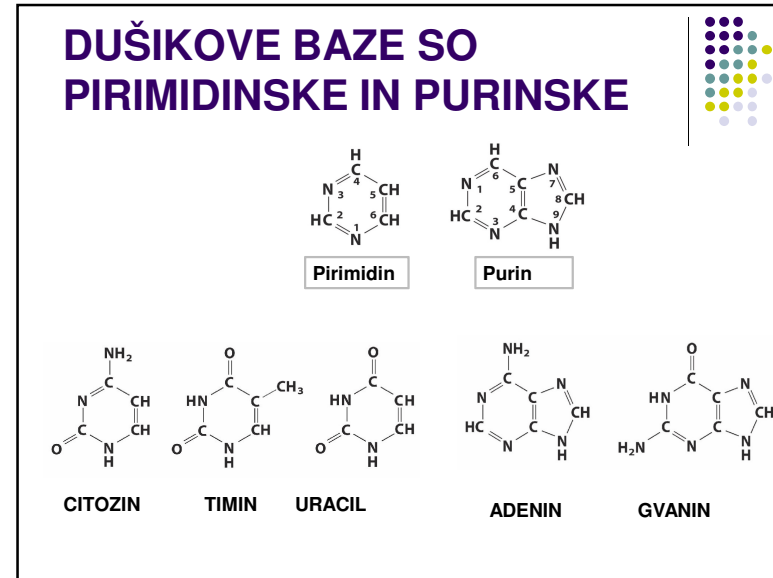 DUŠIKOVE BAZE SO
PIRIMIDINSKE IN PURINSKE
H
C
4
N 3 5 CH
HC 2 6 CH
1
N
H
C
6
N 1 5 C N 7
8 CH
HC 2 4 C
3
N 9 N
H
Pirimidin Purin
NH₂
C
N CH
C CH
O N
H
O
C CH₃
HN C
C CH
O N
H
O
C
HN CH
C CH
O N
H
NH₂
C
N C N
CH
HC C
N N
H
O
C
HN C N
CH
C C
H₂N N N
H
CITOZIN TIMIN URACIL ADENIN GVANIN